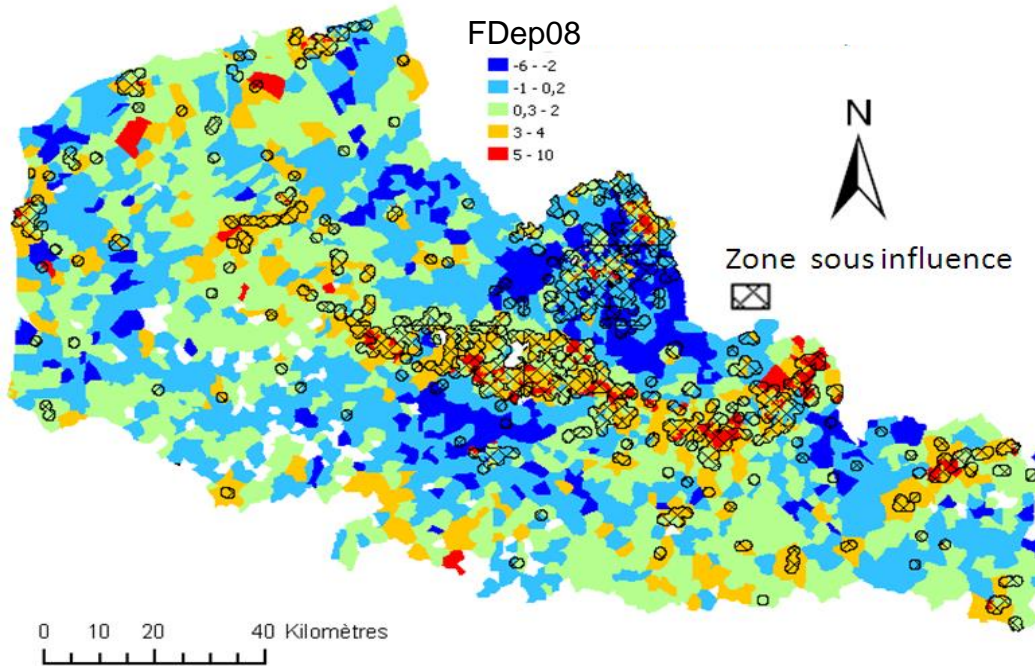 FDep08
-6 - -2
-1 - 0,2
0,3 - 2
3 - 4
5 - 10
N
Zone sous influence
0 10 20 40 Kilomètres